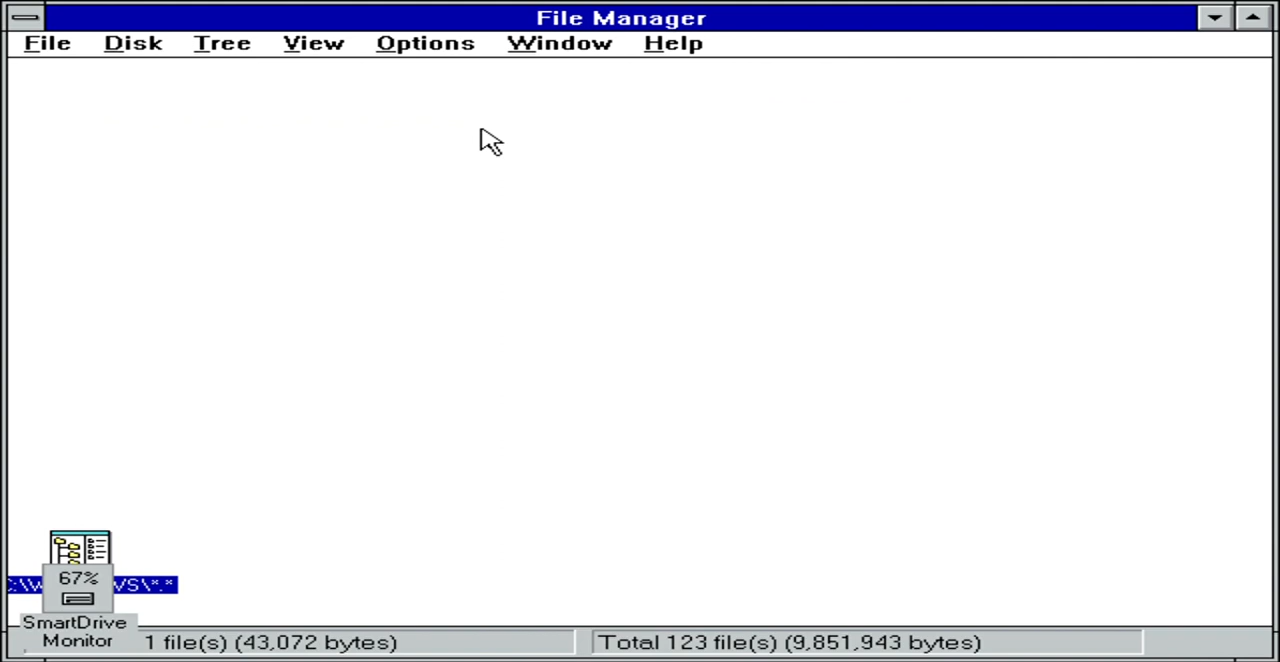 File Manager
File Disk Tree View Options Window Help
67%
VS\*.*
SmartDrive
Monitor
1 file(s) (43,072 bytes) Total 123 file(s) (9,851,943 bytes)